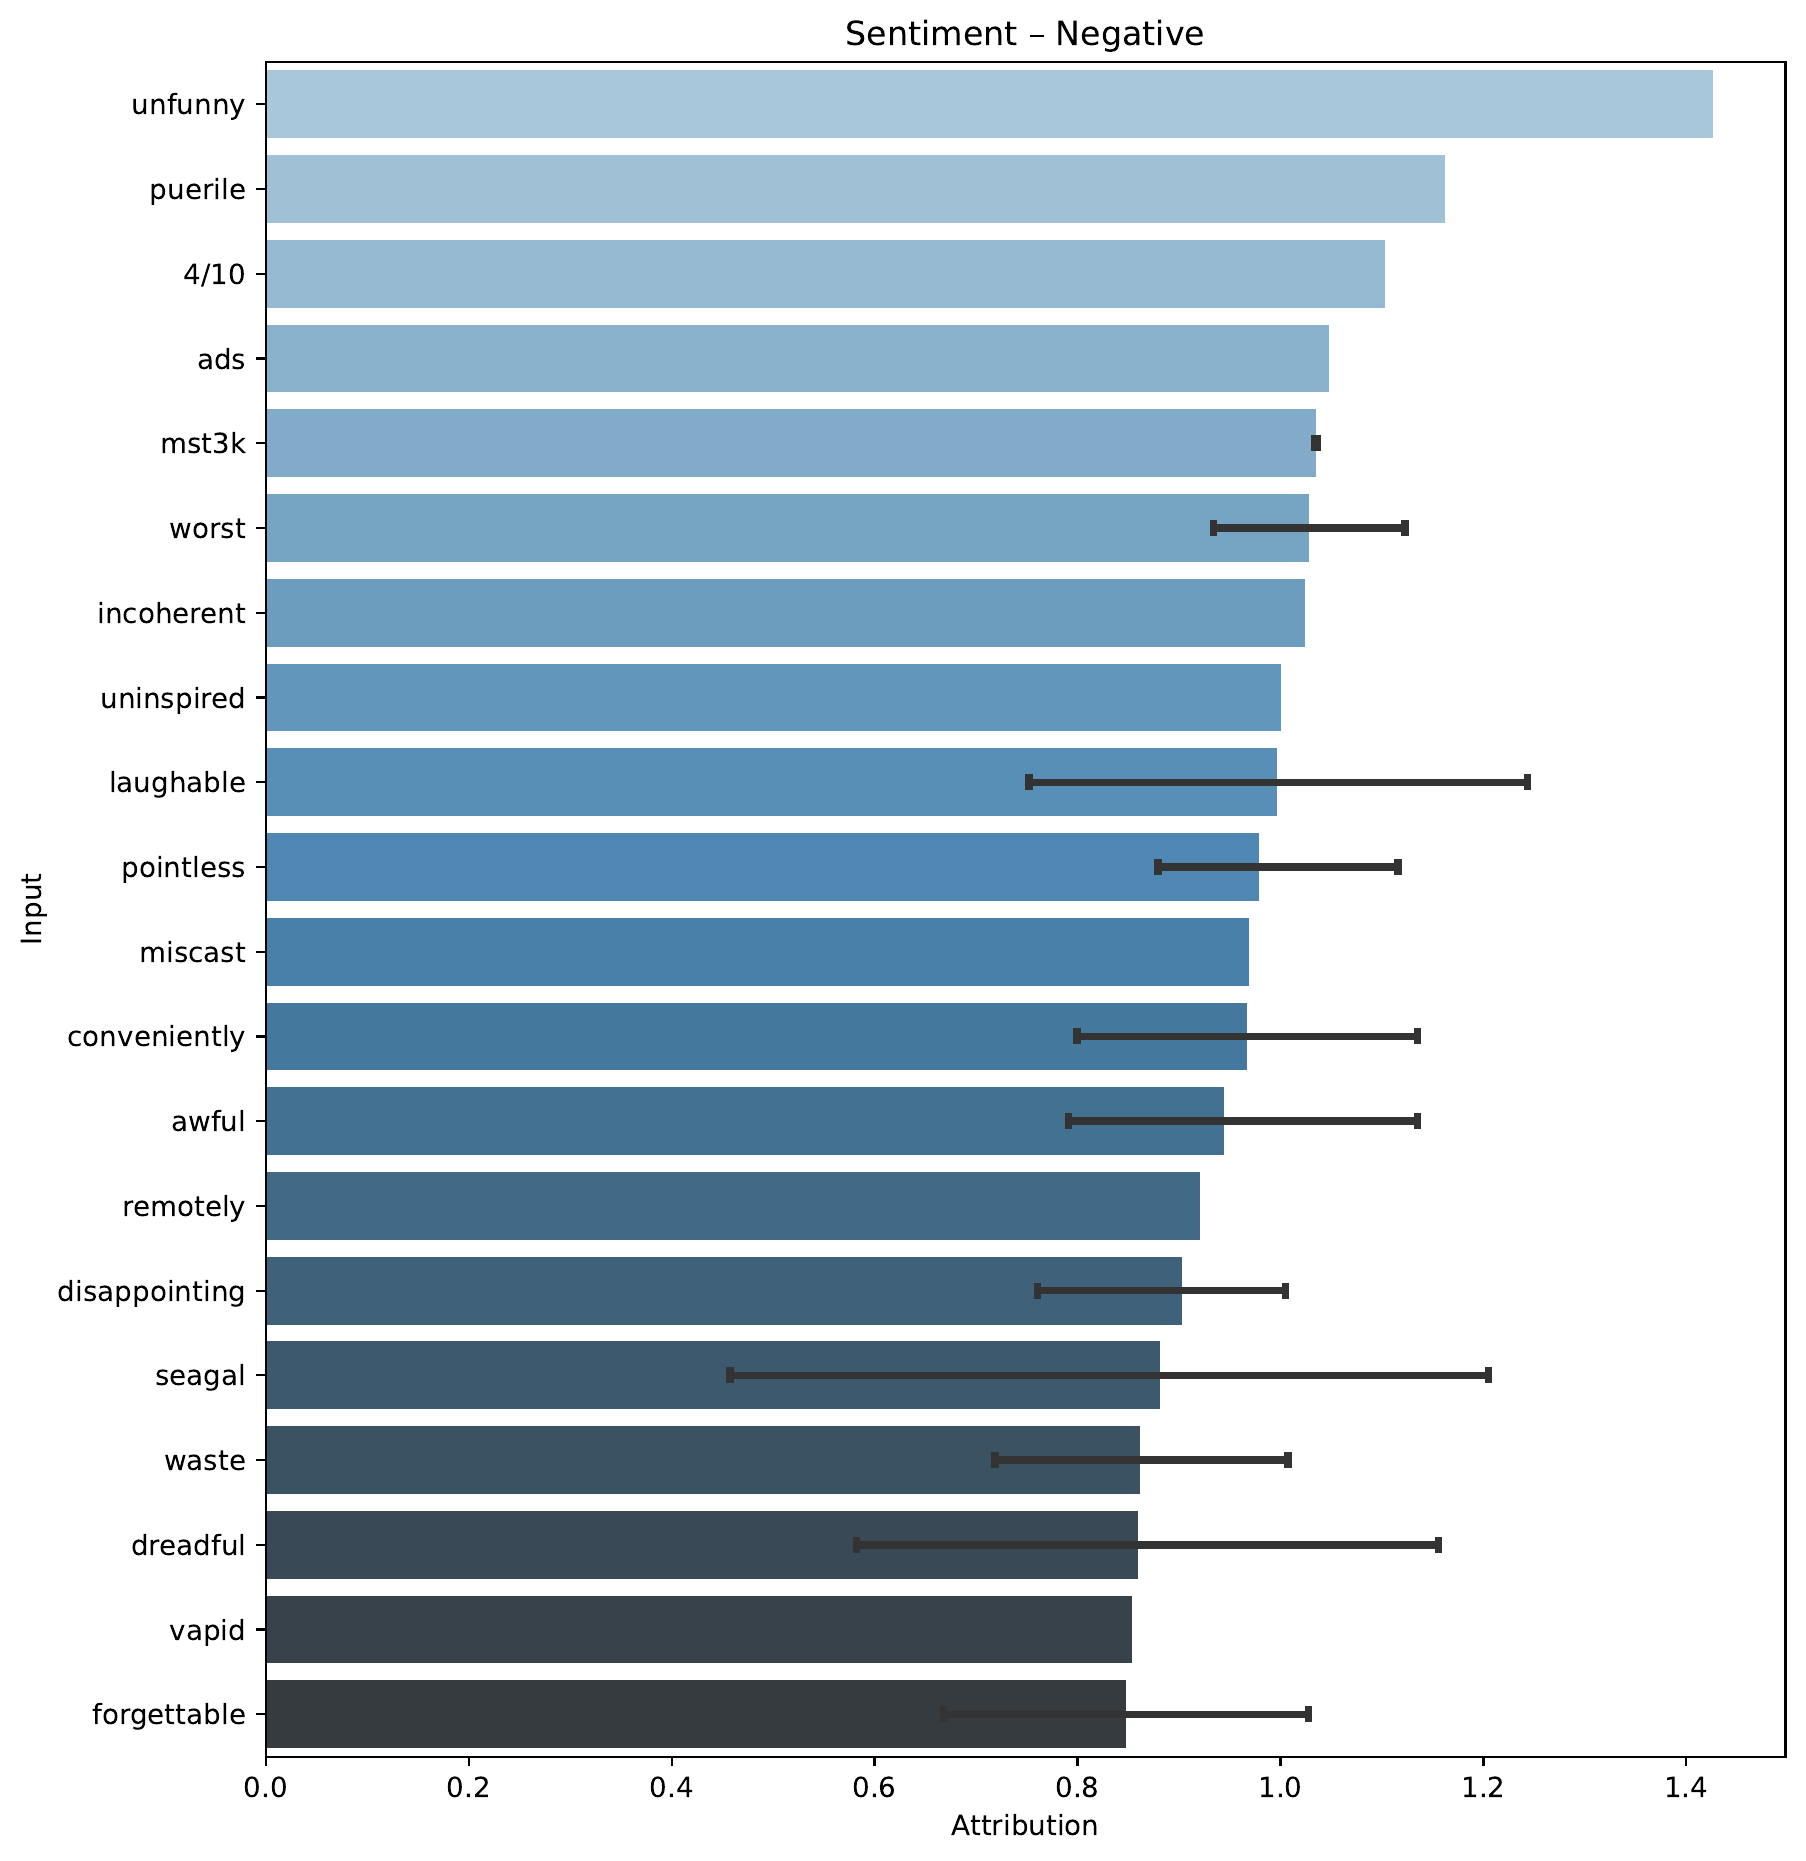 Sentiment – Negative
unfunny
puerile
4/10
ads
mst3k
worst
incoherent
uninspired
laughable
pointless
miscast
conveniently
awful
remotely
disappointing
seagal
waste
dreadful
vapid
forgettable
Input
0.0 0.2 0.4 0.6 0.8 1.0 1.2 1.4
Attribution